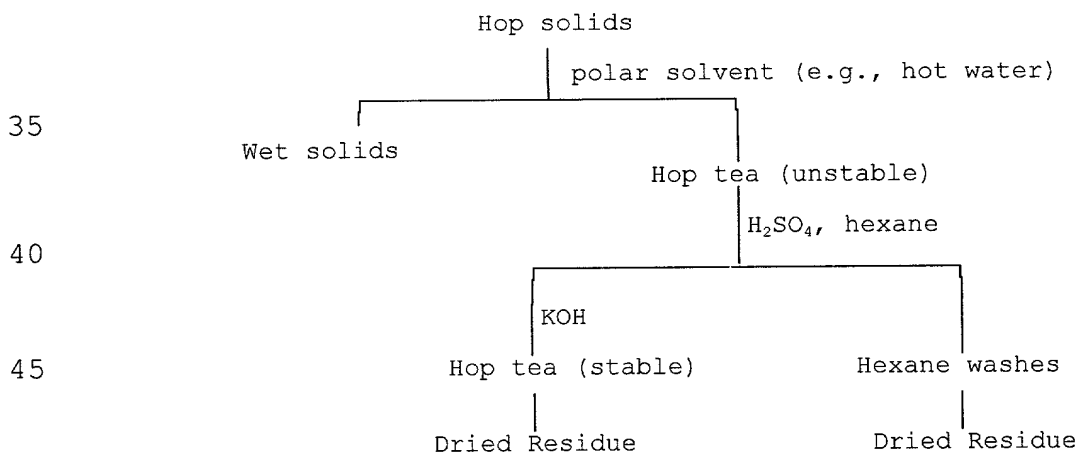 Hop solids
polar solvent (e.g., hot water)
35
Wet solids
Hop tea (unstable)
H₂SO₄, hexane
40
KOH
45 Hop tea (stable) Hexane washes
Dried Residue Dried Residue